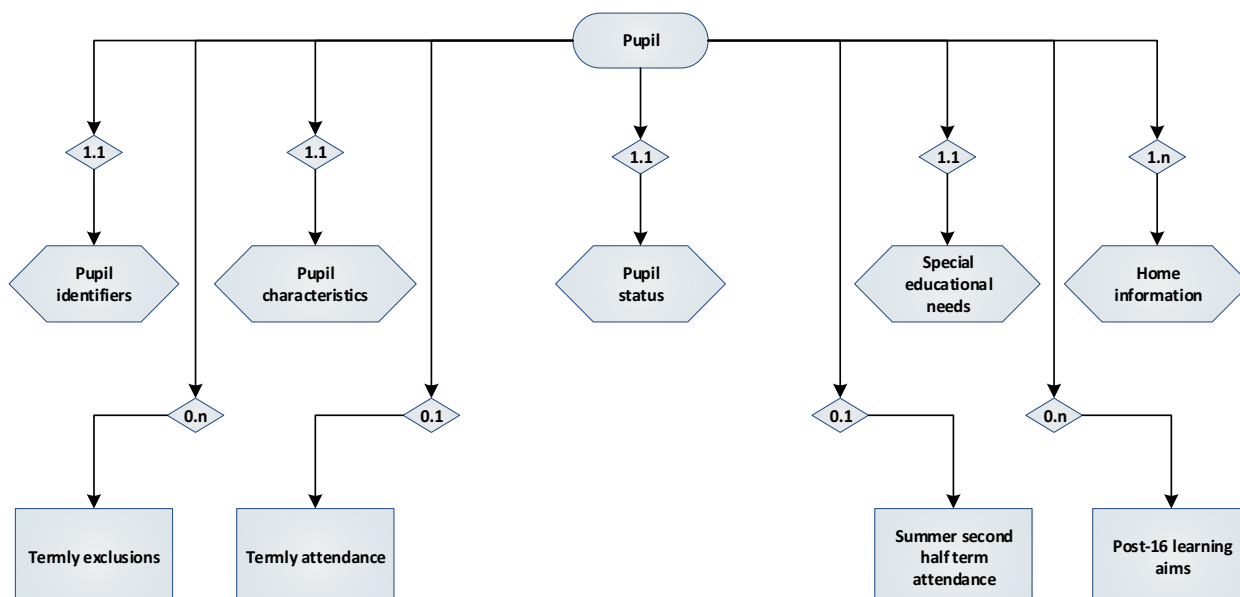 Pupil
1.1
1.1
1.1
1.1
1.n
Pupil
identifiers
Pupil
characteristics
Pupil
status
Special
educational
needs
Home
information
0.n
0.1
0.1
0.n
Termly exclusions
Termly attendance
Summer second
half term
attendance
Post-16 learning
aims